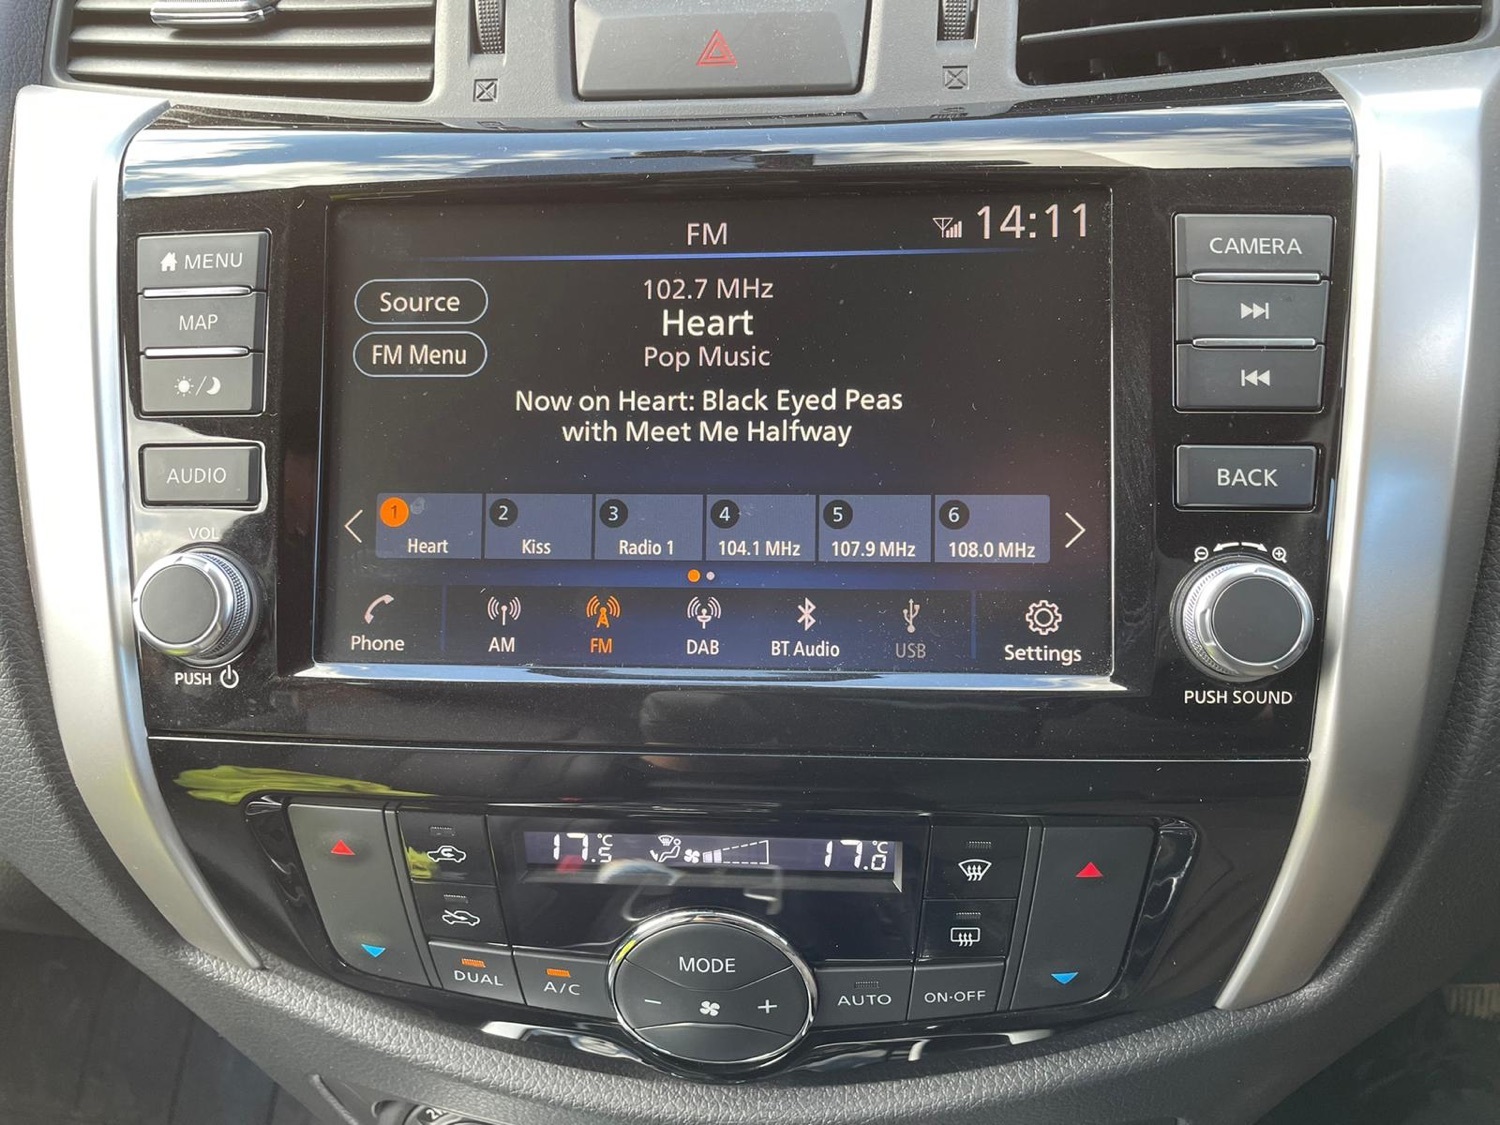 FM
14:11
MENU
MAP
AUDIO
VOL
PUSH
Source
FM Menu
102.7 MHz
Heart
Pop Music
Now on Heart: Black Eyed Peas
with Meet Me Halfway
1 2 3 4 5 6
Heart Kiss Radio 1 104.1 MHz 107.9 MHz 108.0 MHz
Phone AM FM DAB BT Audio USB Settings
CAMERA
BACK
PUSH SOUND
17.5°C 17.0°C
DUAL
A/C
MODE
AUTO
ON·OFF